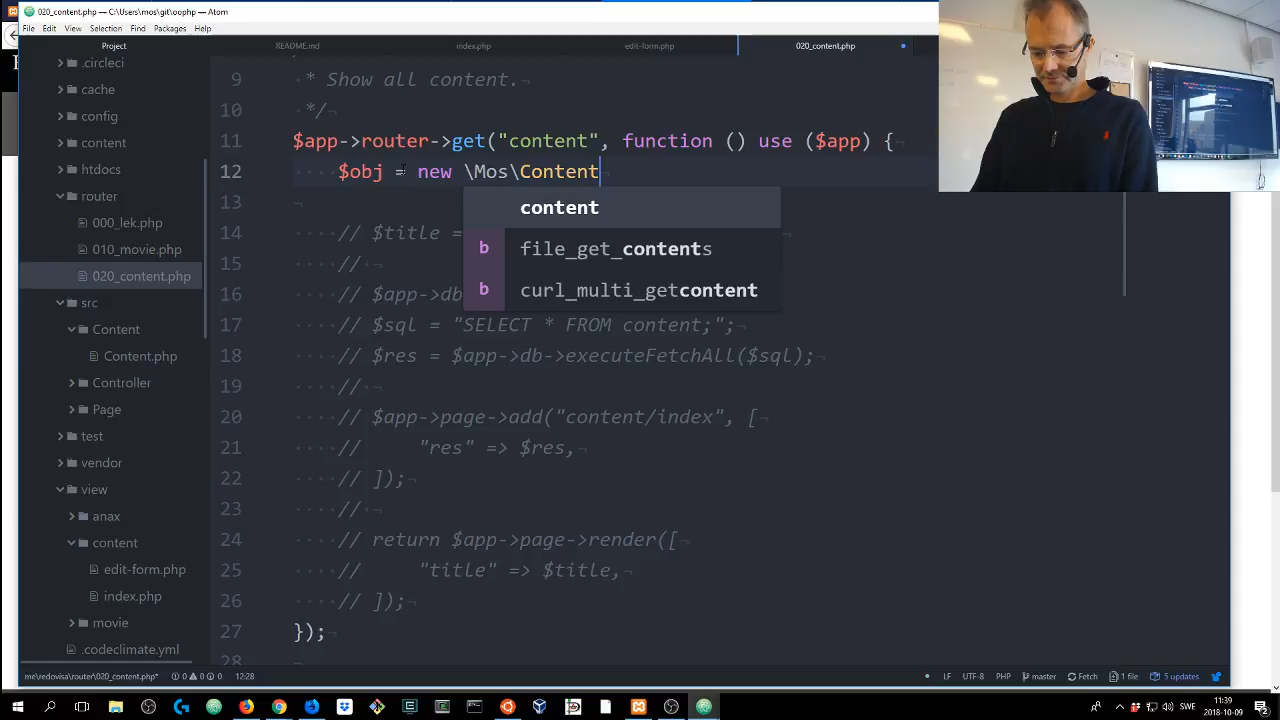 020_content.php — C:\Users\mos\git\oophp — Atom
File Edit View Selection Find Packages Help
Project
README.md
index.php
edit-form.php
020_content.php
.circleci
cache
config
content
htdocs
router
000_lek.php
010_movie.php
020_content.php
src
Content
Content.php
Controller
Page
test
vendor
view
anax
content
edit-form.php
index.php
movie
.codeclimate.yml
9 * Show all content.
10 */
11 $app->router->get("content", function () use ($app) {
12 $obj = new \Mos\Content
13
14 // $title =
15 //
16 // $app->db
17 // $sql = "SELECT * FROM content;";
18 // $res = $app->db->executeFetchAll($sql);
19 //
20 // $app->page->add("content/index", [
21 // "res" => $res,
22 // ]);
23 //
24 // return $app->page->render([
25 // "title" => $title,
26 // ]);
27 });
28
content
b file_get_contents
b curl_multi_getcontent
me\redovisa\router\020_content.php* 0 0 0 12:28
LF UTF-8 PHP master Fetch 1 file 5 updates
SWE
11:39
2018-10-09